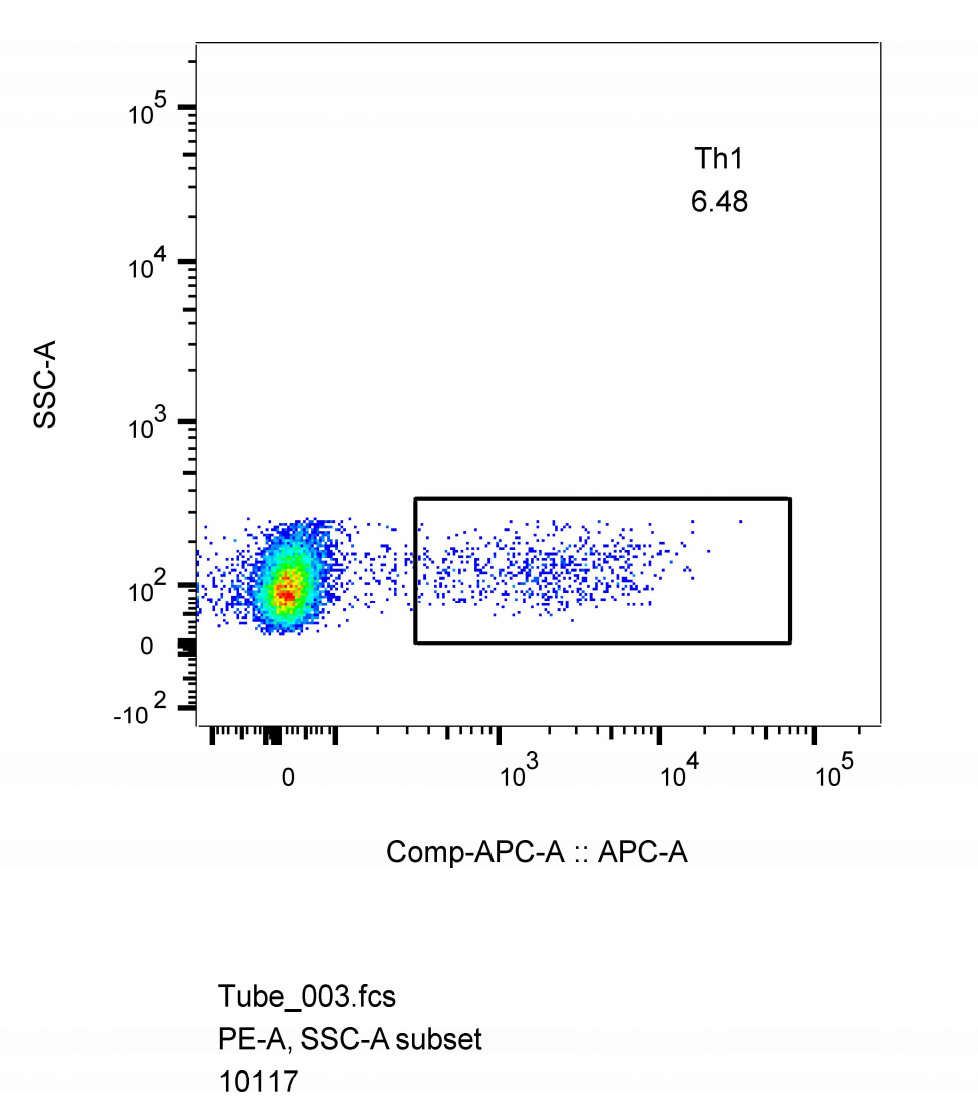 10^5
Th1
6.48
10^4
SSC-A
10^3
10^2
0
-10^2
0 10^3 10^4 10^5
Comp-APC-A :: APC-A
Tube_003.fcs
PE-A, SSC-A subset
10117